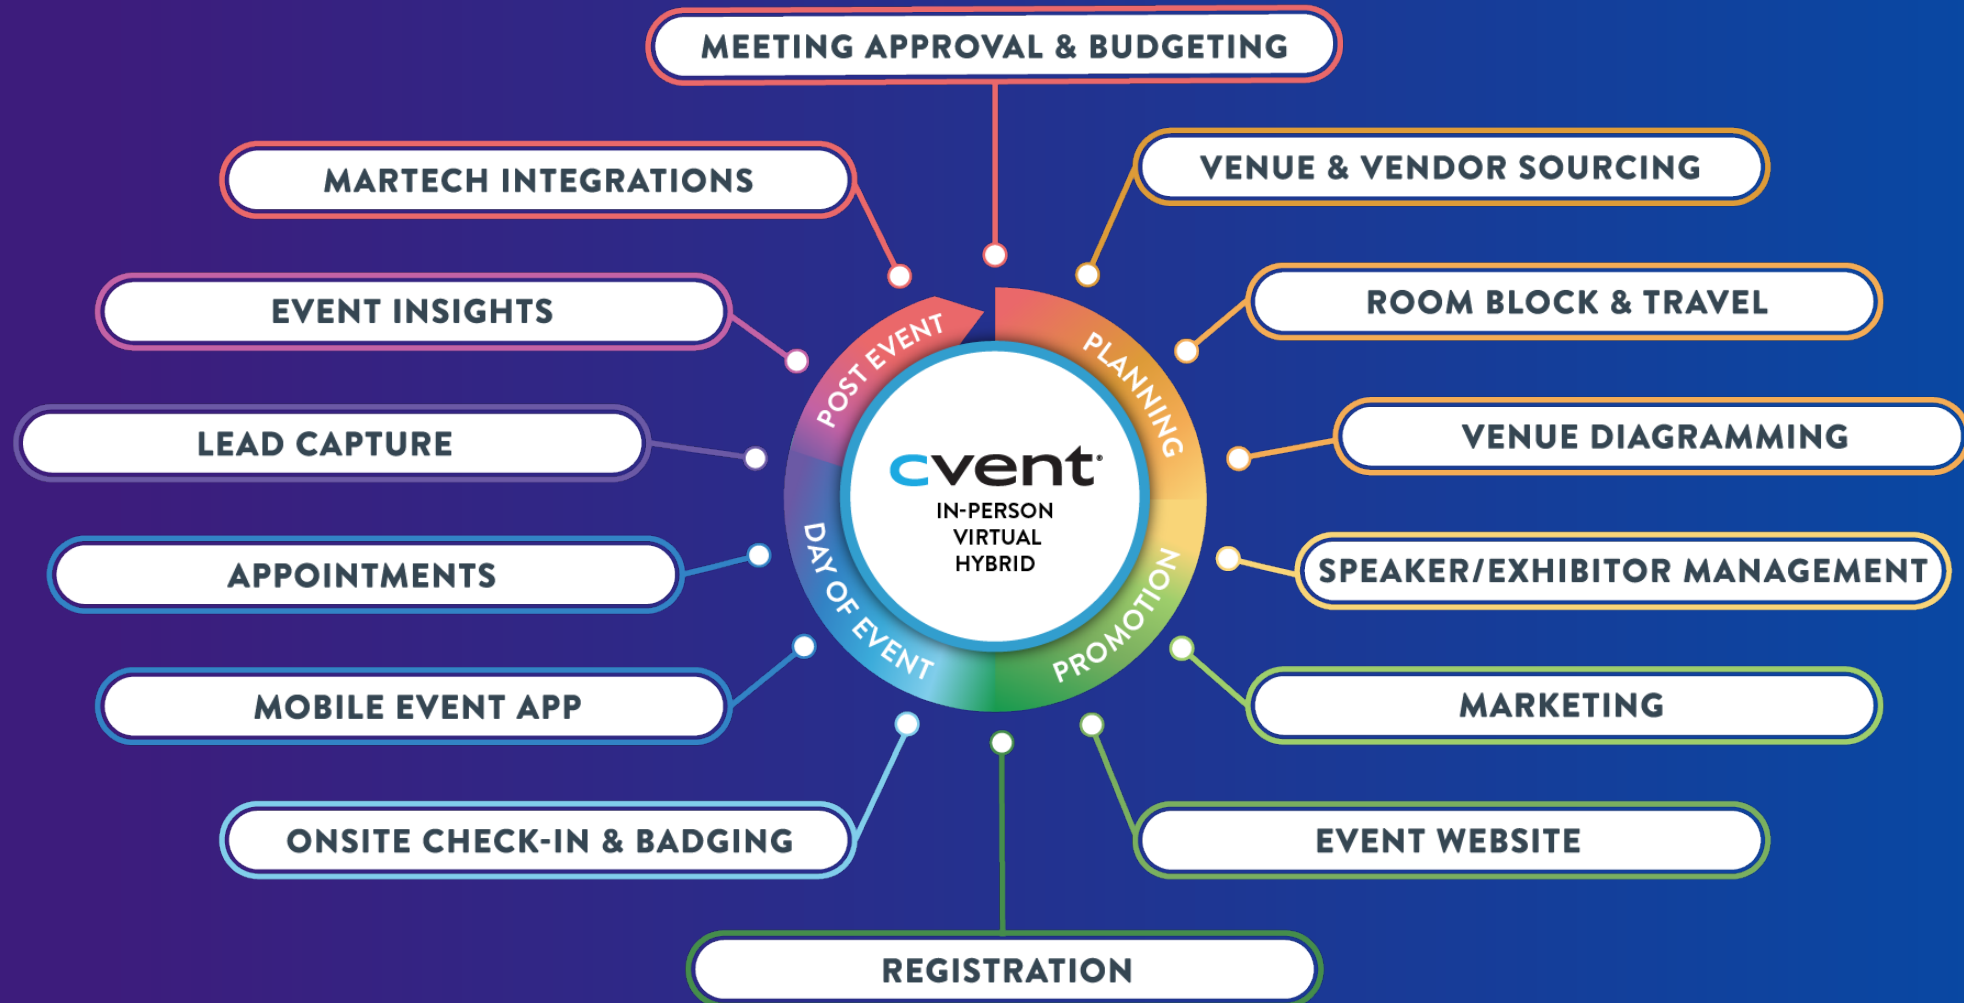 MEETING APPROVAL & BUDGETING
MARTECH INTEGRATIONS
VENUE & VENDOR SOURCING
EVENT INSIGHTS
ROOM BLOCK & TRAVEL
LEAD CAPTURE
VENUE DIAGRAMMING
APPOINTMENTS
SPEAKER/EXHIBITOR MANAGEMENT
MOBILE EVENT APP
MARKETING
ONSITE CHECK-IN & BADGING
EVENT WEBSITE
REGISTRATION
POST EVENT
PLANNING
DAY OF EVENT
PROMOTION
cvent
IN-PERSON
VIRTUAL
HYBRID